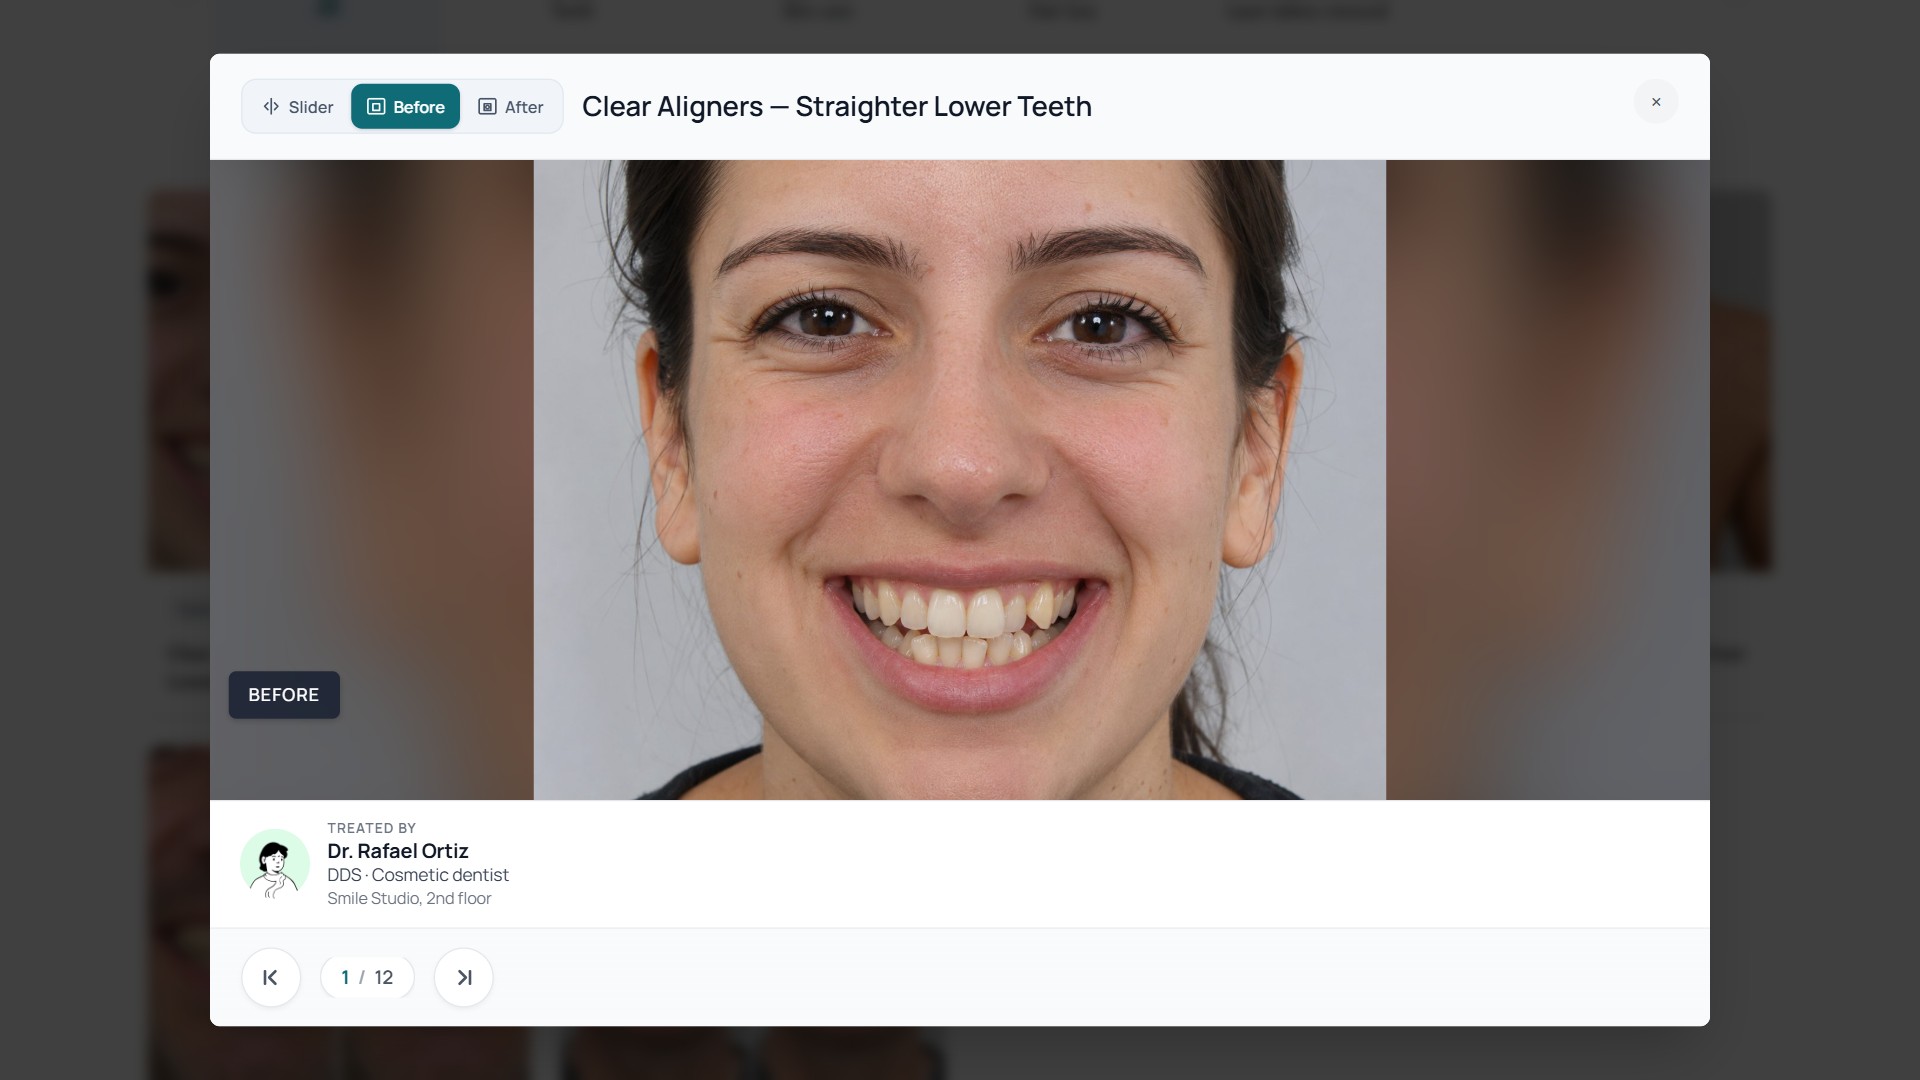 Slider
Before
After
Clear Aligners — Straighter Lower Teeth
×
BEFORE
TREATED BY
Dr. Rafael Ortiz
DDS · Cosmetic dentist
Smile Studio, 2nd floor
1 / 12